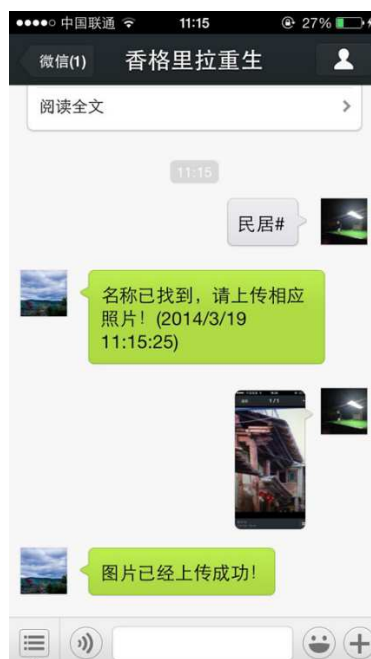 中国联通 11:15 27%
微信(1) 香格里拉重生
阅读全文
11:15
民居#
名称已找到，请上传相应
照片！(2014/3/19
11:15:25)
1/1
图片已经上传成功！